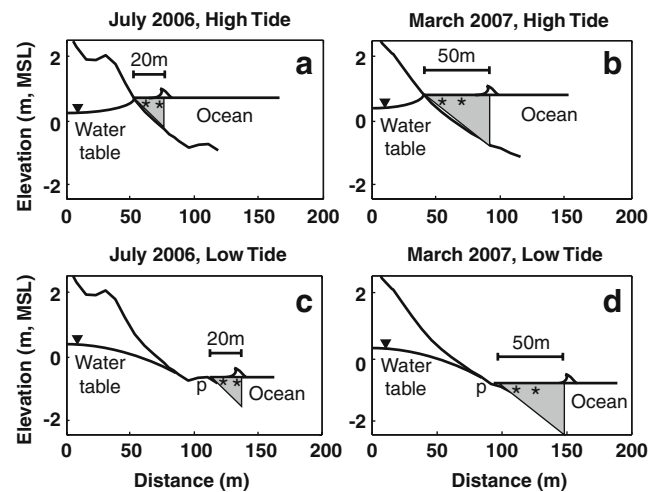 July 2006, High Tide
March 2007, High Tide
Elevation (m, MSL)
2
0
-2
20m
a
* *
Water
table
Ocean
0 50 100 150 200
2
0
-2
50m
b
* *
Water
table
Ocean
0 50 100 150 200
July 2006, Low Tide
March 2007, Low Tide
Elevation (m, MSL)
2
0
-2
20m
c
* *
Water
table
p
Ocean
0 50 100 150 200
Distance (m)
2
0
-2
50m
d
* *
Water
table
p
Ocean
0 50 100 150 200
Distance (m)